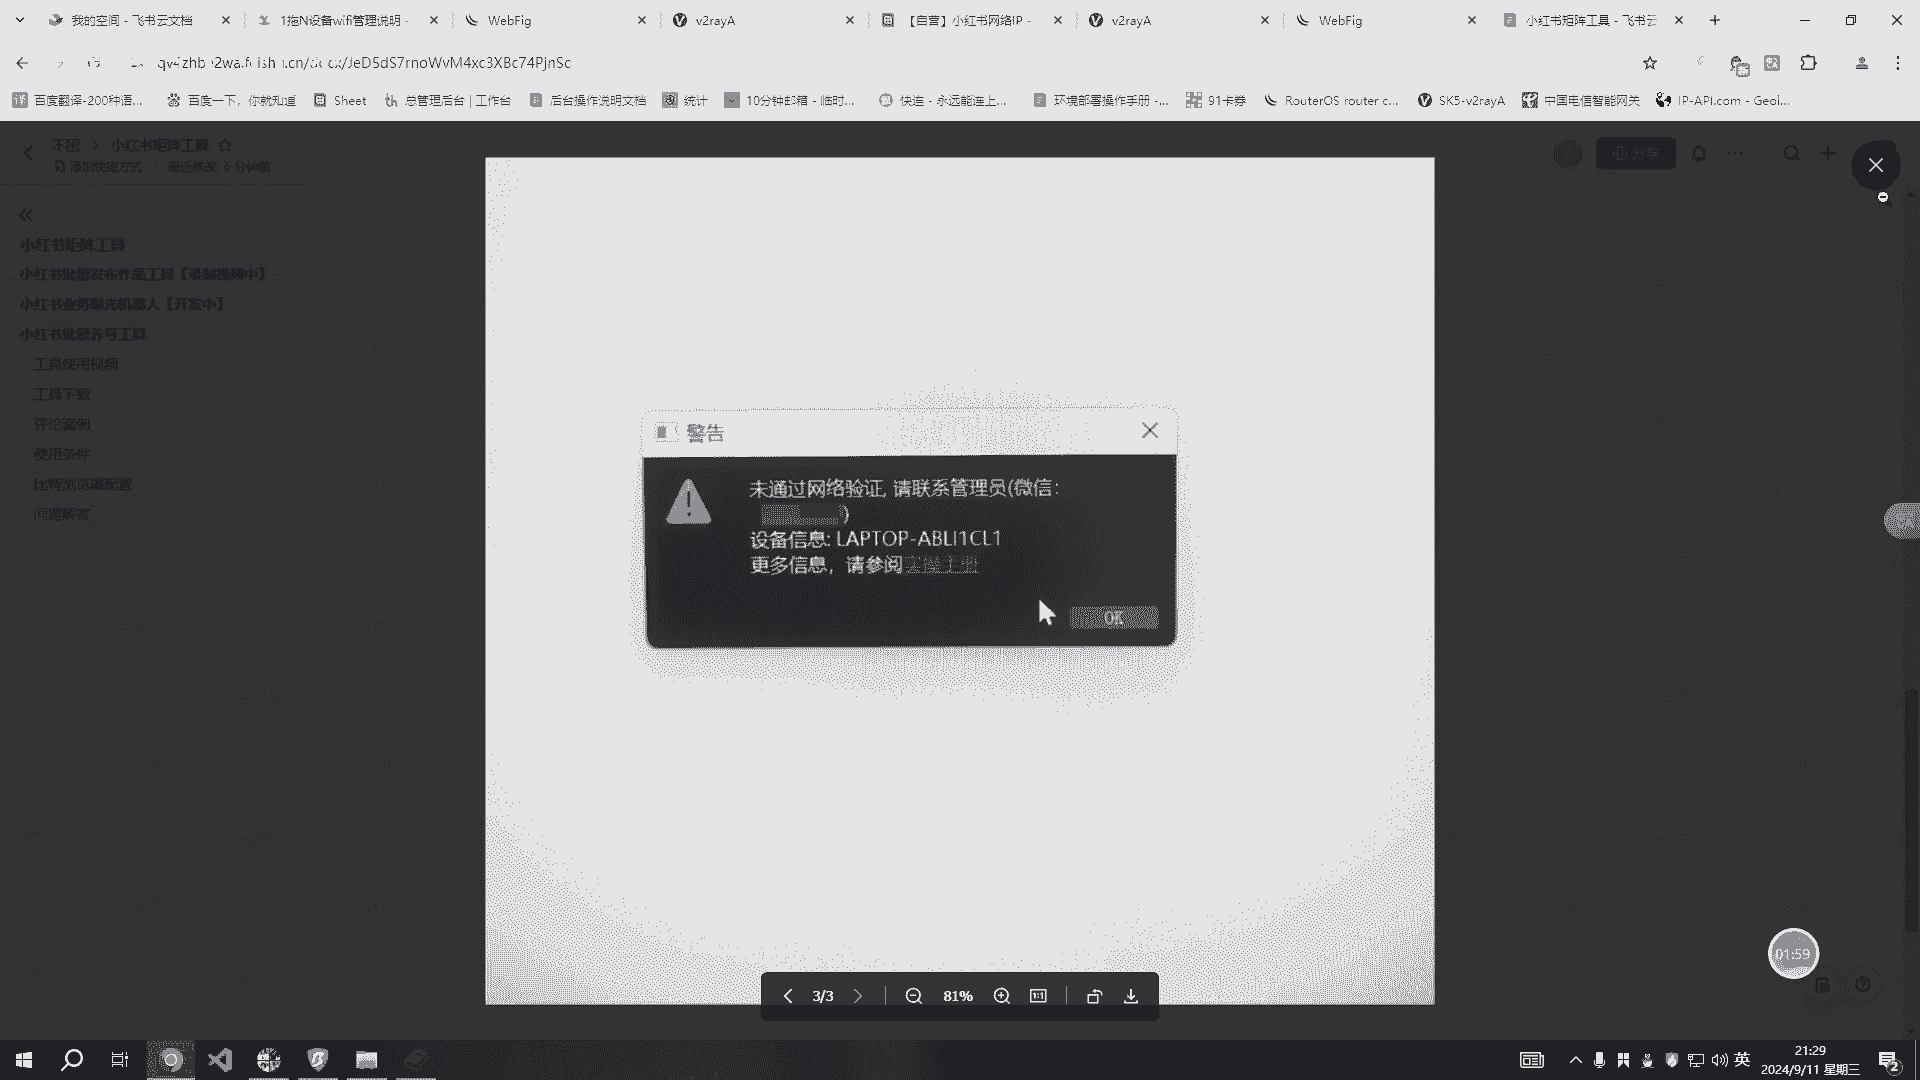 我的空间 - 飞书云文档
1拖N设备wifi管理说明 -
WebFig
v2rayA
【自营】小红书网络IP -
v2rayA
WebFig
小红书矩阵工具 - 飞书云
百度翻译-200种语...
百度一下，你就知道
Sheet
总管理后台 | 工作台
后台操作说明文档
统计
10分钟邮箱 - 临时...
快连 - 永远能连上...
环境部署操作手册 -...
91卡券
RouterOS router c...
SK5-v2rayA
中国电信智能网关
IP-API.com - Geol...
不困 > 小红书矩阵工具
添加快捷方式 | 最近修改: 6 分钟前
分享
小红书矩阵工具
小红书批量发布作品工具【录制视频中】
小红书业务曝光机器人【开发中】
小红书批量养号工具
工具使用视频
工具下载
评论案例
使用条件
比特浏览器配置
问题解答
警告
未通过网络验证, 请联系管理员(微信:
)
设备信息: LAPTOP-ABLI1CL1
更多信息，请参阅
OK
3/3
81%
1:1
01:59
英
21:29
2024/9/11 星期三
2